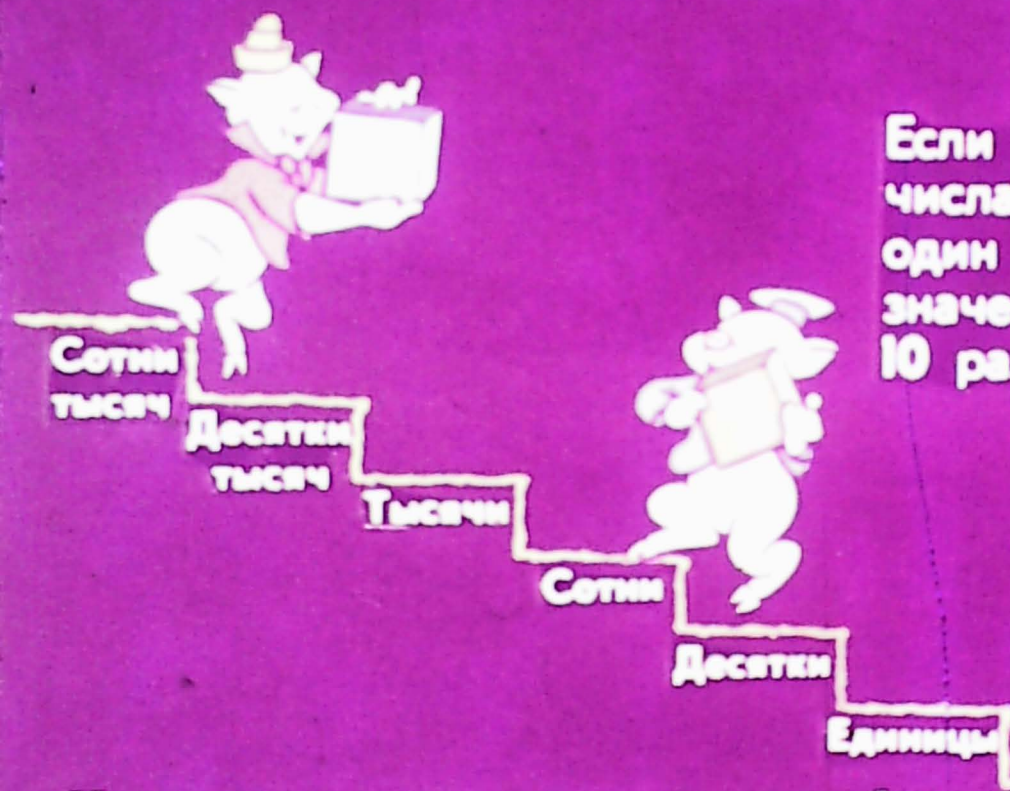 Если
числа
один
значе
10 ра
Сотни
тысяч
Десятки
тысяч
Тысячи
Сотни
Десятки
Единицы